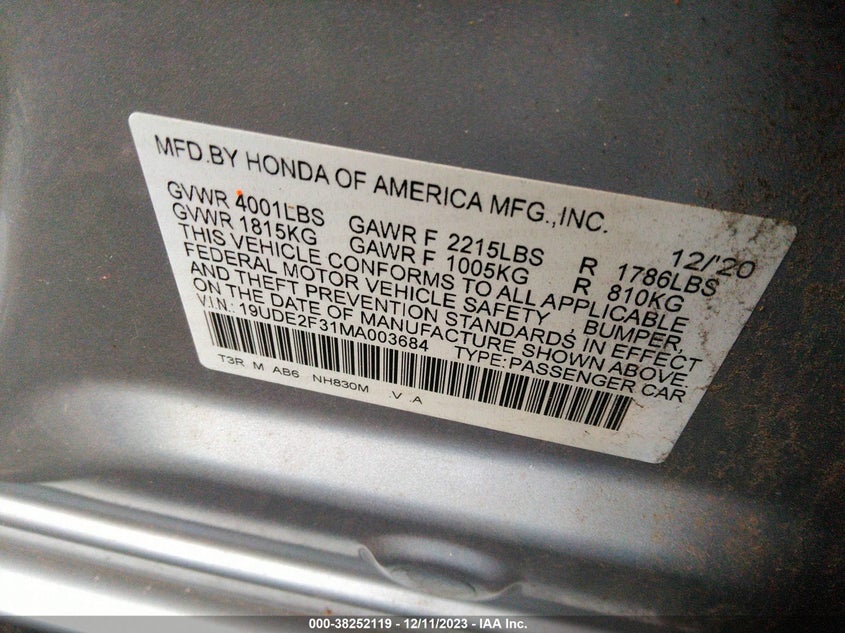 MFD.BY HONDA OF AMERICA MFG.,INC.
12/'20
GVWR 4001LBS GAWR F 2215LBS R 1786LBS
GVWR 1815KG GAWR F 1005KG R 810KG
THIS VEHICLE CONFORMS TO ALL APPLICABLE
FEDERAL MOTOR VEHICLE SAFETY , BUMPER,
AND THEFT PREVENTION STANDARDS IN EFFECT
ON THE DATE OF MANUFACTURE SHOWN ABOVE.
V.I.N.: 19UDE2F31MA003684 TYPE:PASSENGER CAR
T3R M AB6 NH830M .V .A
000-38252119 - 12/11/2023 - IAA Inc.